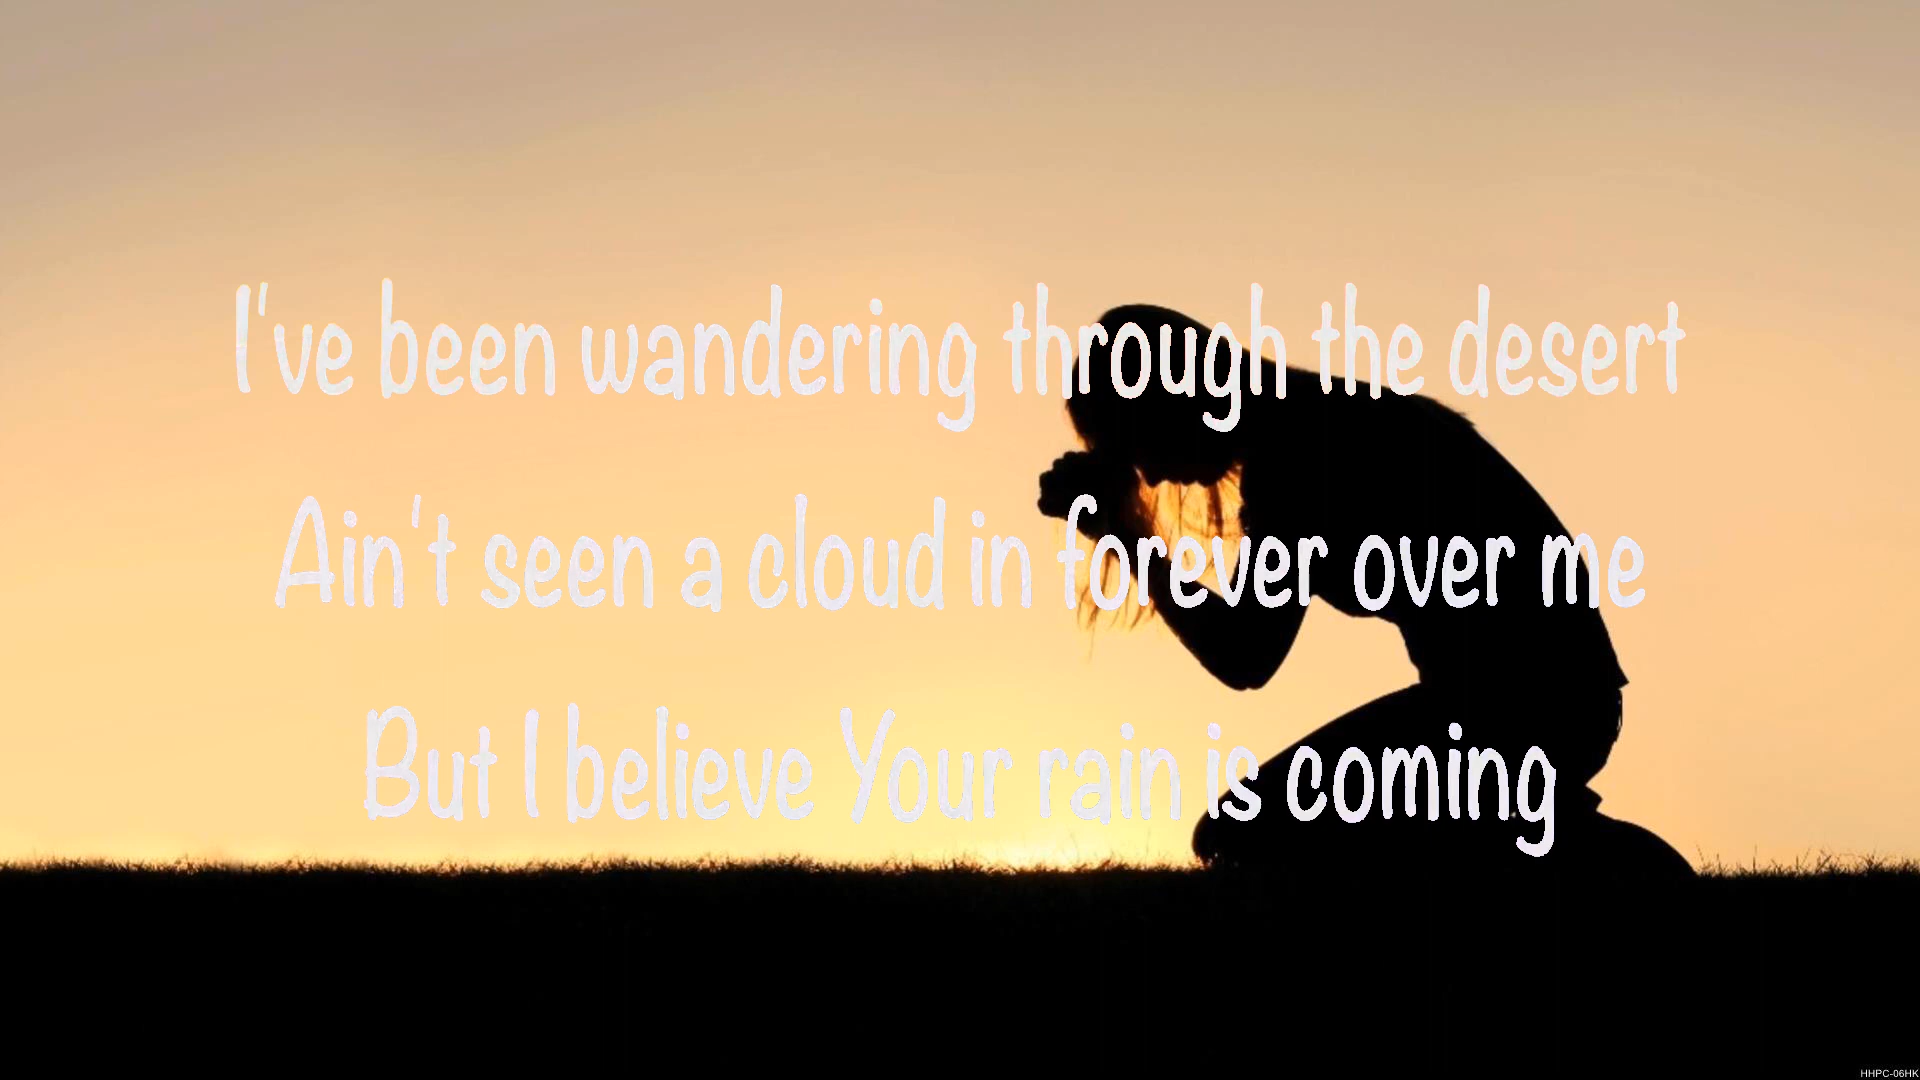 I've been wandering through the desert
Ain't seen a cloud in forever over me
But I believe Your rain is coming
HHPC-06HK